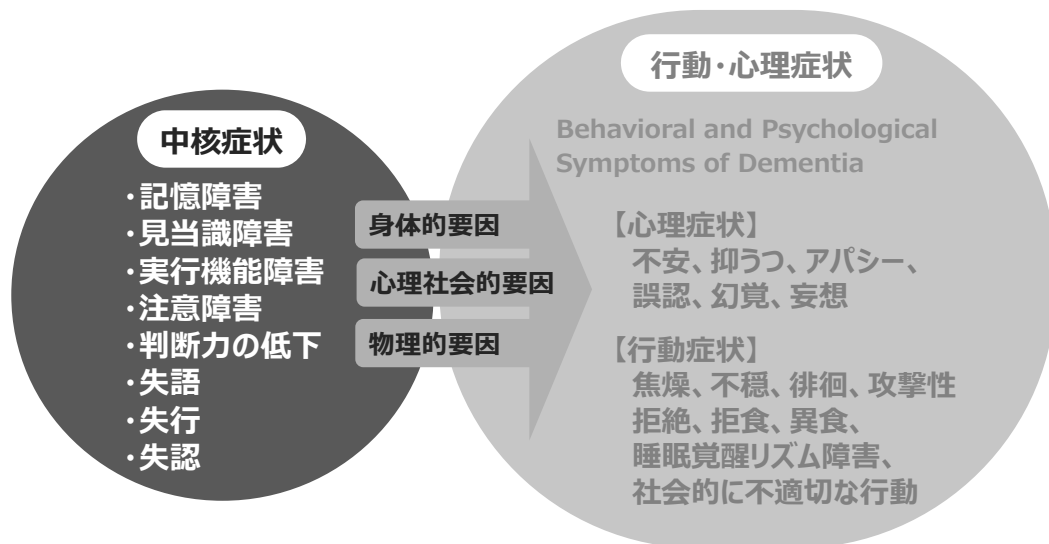 中核症状
・記憶障害
・見当識障害
・実行機能障害
・注意障害
・判断力の低下
・失語
・失行
・失認
身体的要因
心理社会的要因
物理的要因
行動・心理症状
Behavioral and Psychological
Symptoms of Dementia
【心理症状】
不安、抑うつ、アパシー、
誤認、幻覚、妄想
【行動症状】
焦燥、不穏、徘徊、攻撃性
拒絶、拒食、異食、
睡眠覚醒リズム障害、
社会的に不適切な行動